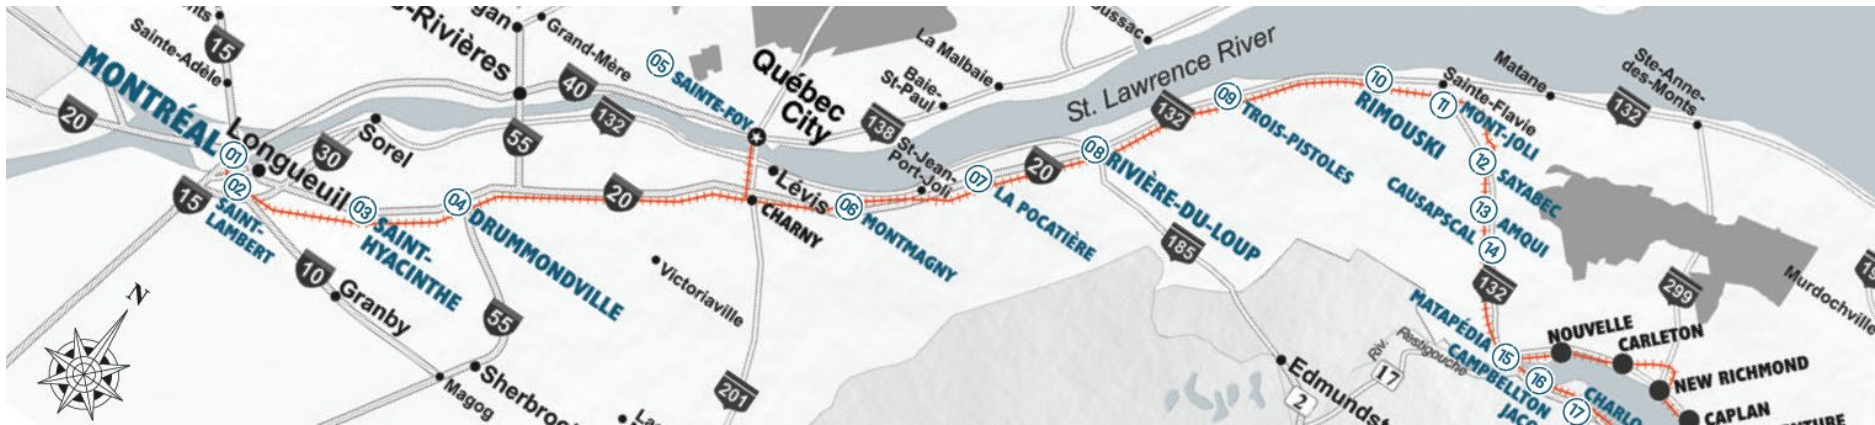 Sainte-Adèle
15
MONTRÉAL
20
Longueuil
01
02
15
SAINT-
LAMBERT
30
Sorel
03
SAINT-
HYACINTHE
10
Granby
Magog
55
04
DRUMMONDVILLE
-Rivières
Grand-Mère
40
132
55
20
Victoriaville
201
05
SAINTE-FOY
Québec
City
138
Lévis
CHARNY
06
MONTMAGNY
La Malbaie
Baie-
St-Paul
St-Jean-
Port-Joli
07
LA POCATIÈRE
20
St. Lawrence River
08
RIVIÈRE-DU-LOUP
132
185
09
TROIS-PISTOLES
10
RIMOUSKI
Sainte-Flavie
11
MONT-JOLI
Matane
132
Ste-Anne-
des-Monts
12
SAYABEC
13
AMQUI
CAUSAPSCAL
14
132
299
Murdochville
Riv.
Restigouche
17
2
MATAPÉDIA
15
NOUVELLE
CARLETON
NEW RICHMOND
CAPLAN
CAMPBELLTON
16
17
CHARLO
N